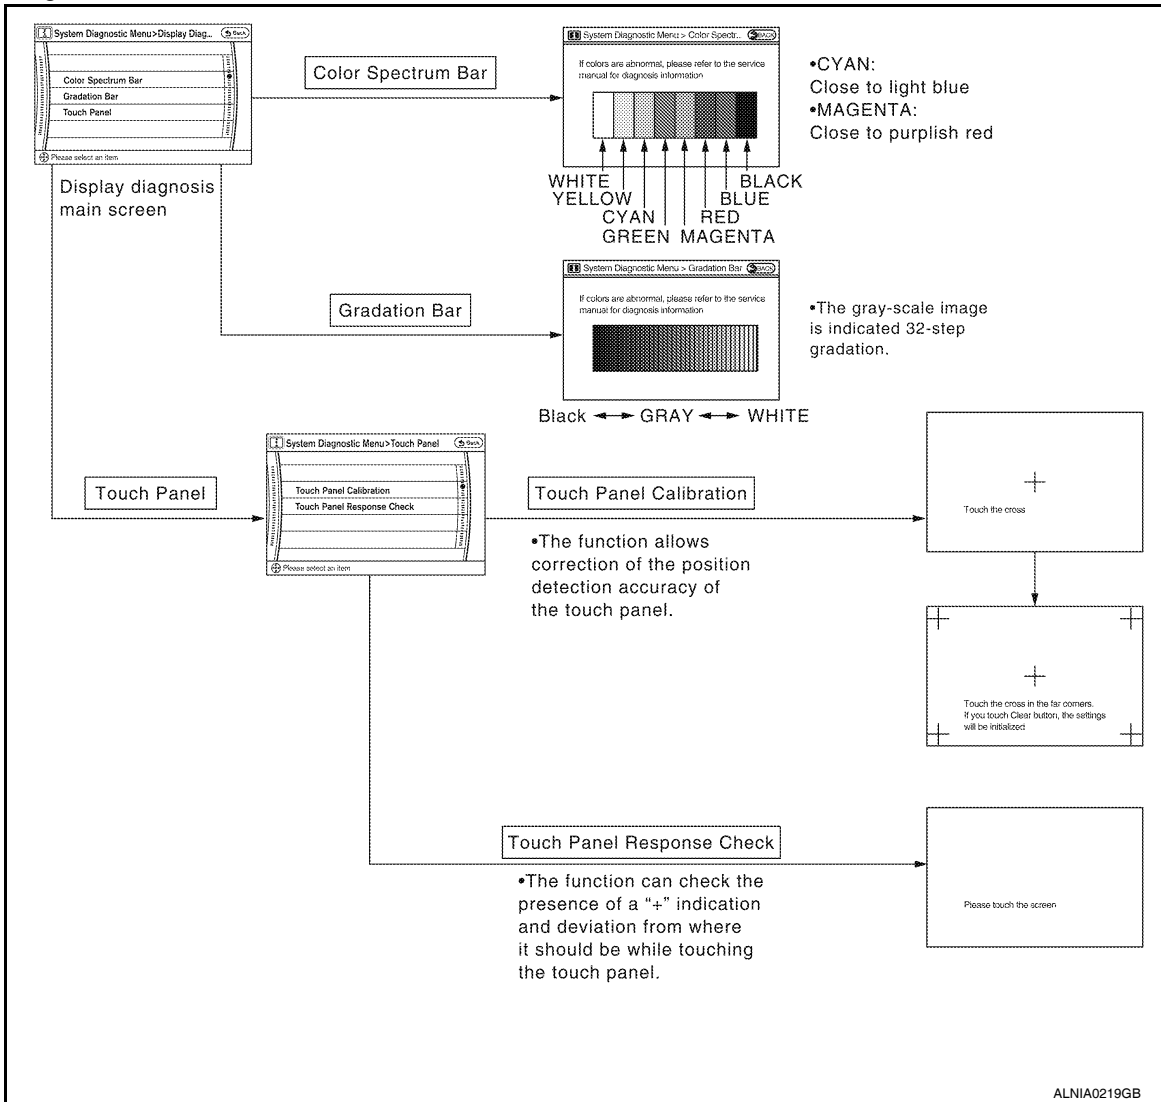 System Diagnostic Menu>Display Diag...
Back
Color Spectrum Bar
Gradation Bar
Touch Panel
Please select an item
Display diagnosis
main screen
Color Spectrum Bar
System Diagnostic Menu > Color Spectr..
BACK
If colors are abnormal, please refer to the service
manual for diagnosis information
•CYAN:
Close to light blue
•MAGENTA:
Close to purplish red
WHITE
BLACK
YELLOW
BLUE
CYAN
RED
GREEN
MAGENTA
Gradation Bar
System Diagnostic Menu > Gradation Bar
BACK
If colors are abnormal, please refer to the service
manual for diagnosis information
•The gray-scale image
is indicated 32-step
gradation.
Black
GRAY
WHITE
Touch Panel
System Diagnostic Menu>Touch Panel
Back
Touch Panel Calibration
Touch Panel Response Check
Please select an item
Touch Panel Calibration
•The function allows
correction of the position
detection accuracy of
the touch panel.
Touch the cross
Touch the cross in the far corners.
If you touch Clear button, the settings
will be initialized
Touch Panel Response Check
•The function can check the
presence of a “+” indication
and deviation from where
it should be while touching
the touch panel.
Please touch the screen
ALNIA0219GB